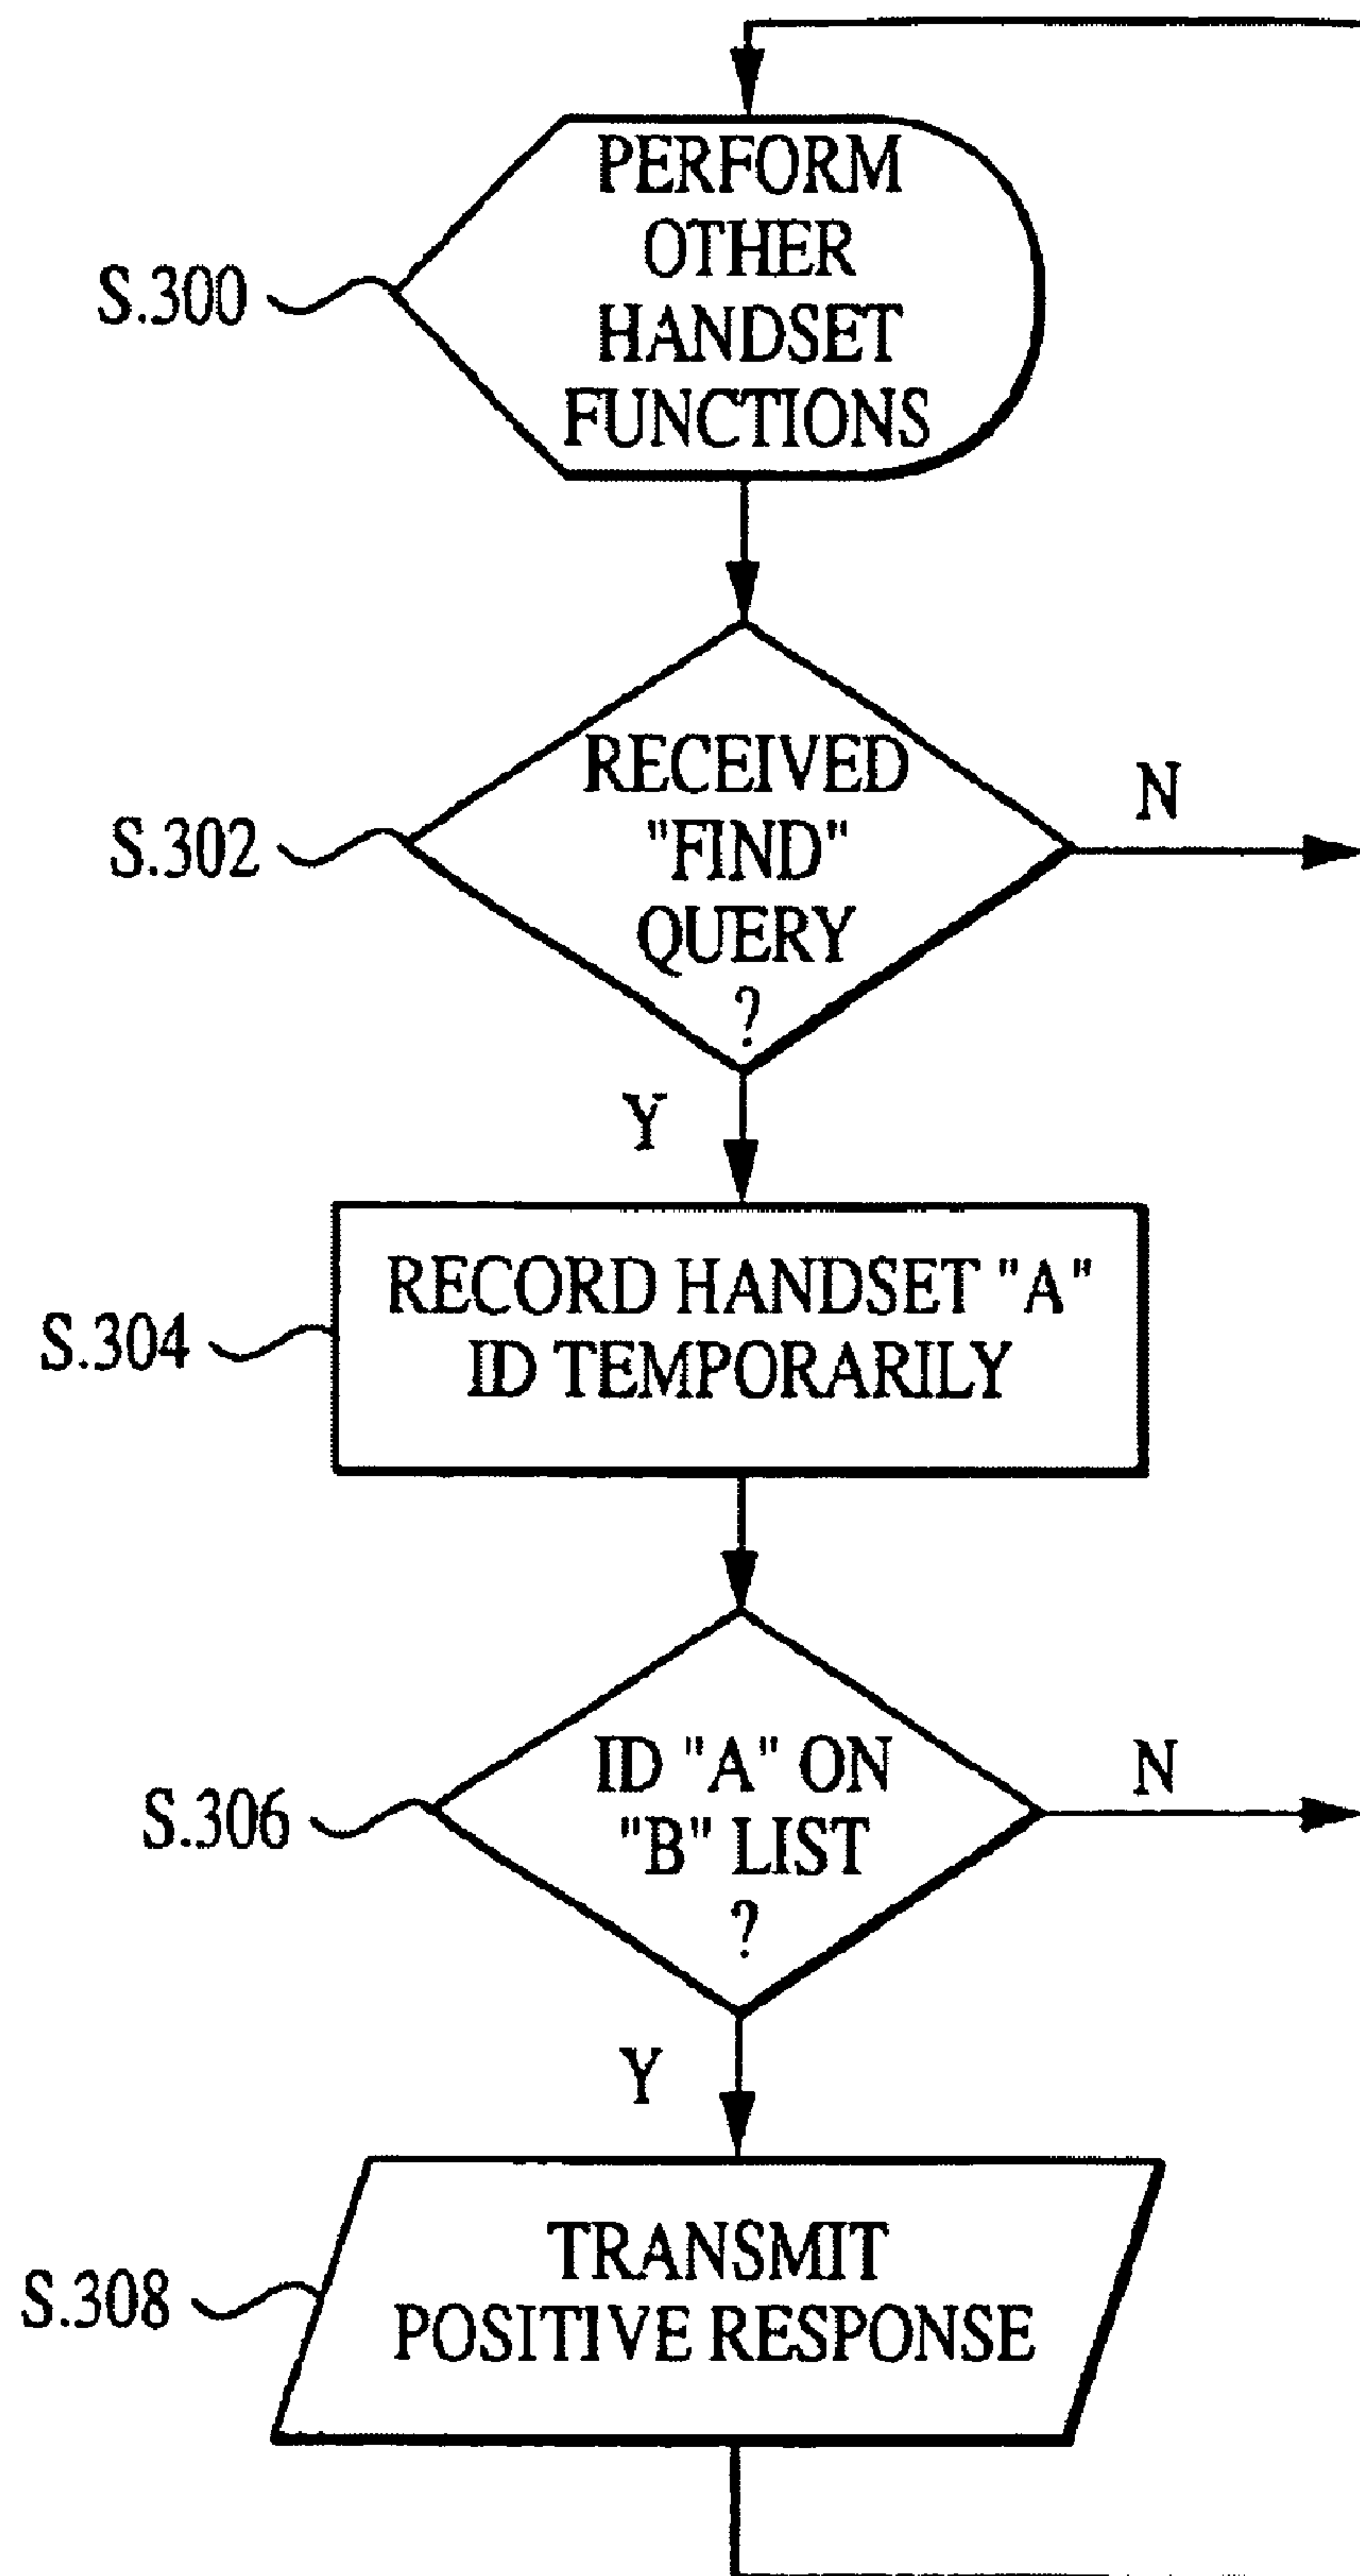 PERFORM
OTHER
HANDSET
FUNCTIONS
S.300
RECEIVED
"FIND"
QUERY
?
S.302
N
Y
RECORD HANDSET "A"
ID TEMPORARILY
S.304
ID "A" ON
"B" LIST
?
S.306
N
Y
TRANSMIT
POSITIVE RESPONSE
S.308